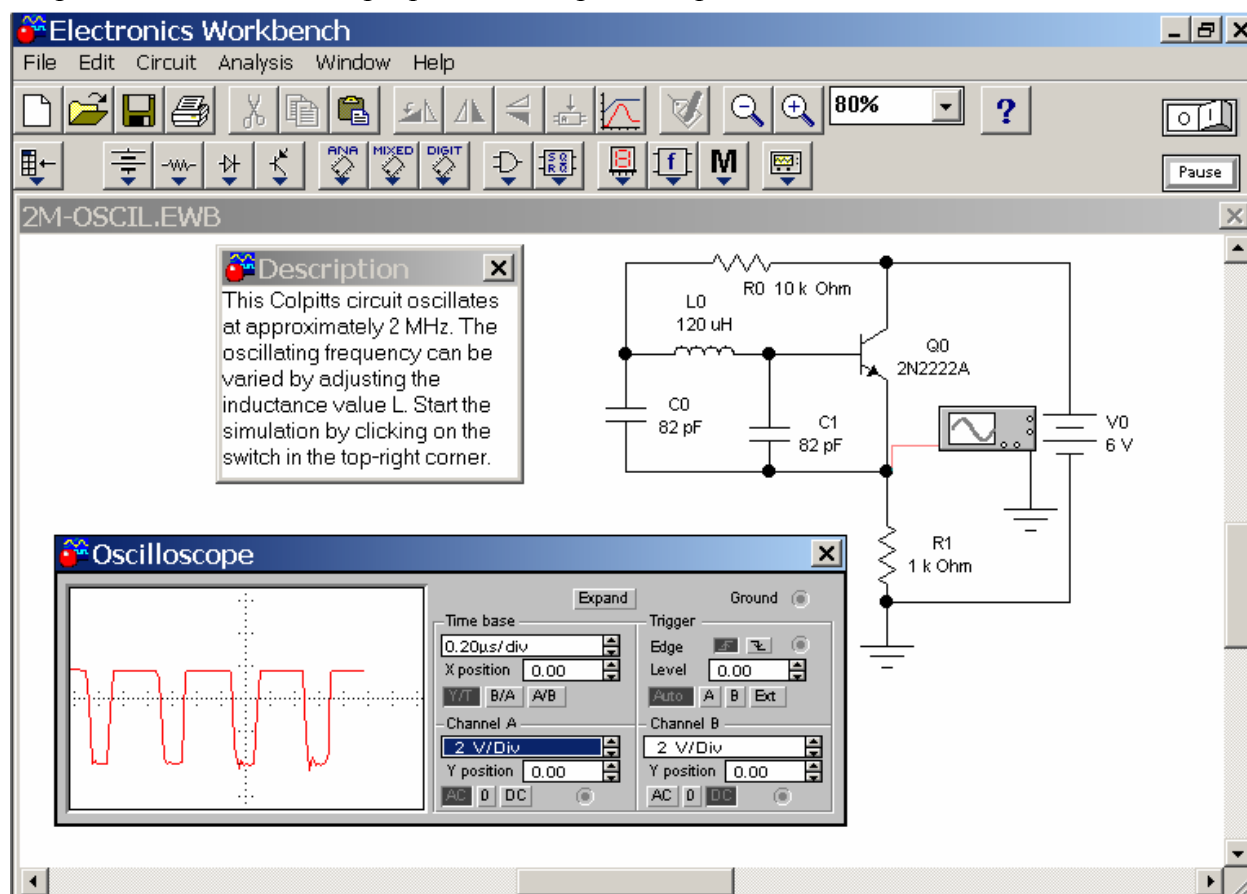 Electronics Workbench
File Edit Circuit Analysis Window Help
80%
?
Pause
ANA MIXED DIGIT
f M
2M-OSCIL.EWB
Description
This Colpitts circuit oscillates
at approximately 2 MHz. The
oscillating frequency can be
varied by adjusting the
inductance value L. Start the
simulation by clicking on the
switch in the top-right corner.
R0 10 k Ohm
L0
120 uH
Q0
2N2222A
C0
82 pF
C1
82 pF
V0
6 V
R1
1 k Ohm
Oscilloscope
Expand
Ground
Time base
0.20µs/div
X position 0.00
Y/T B/A A/B
Trigger
Edge
Level 0.00
Auto A B Ext
Channel A
2 V/Div
Y position 0.00
AC 0 DC
Channel B
2 V/Div
Y position 0.00
AC 0 DC